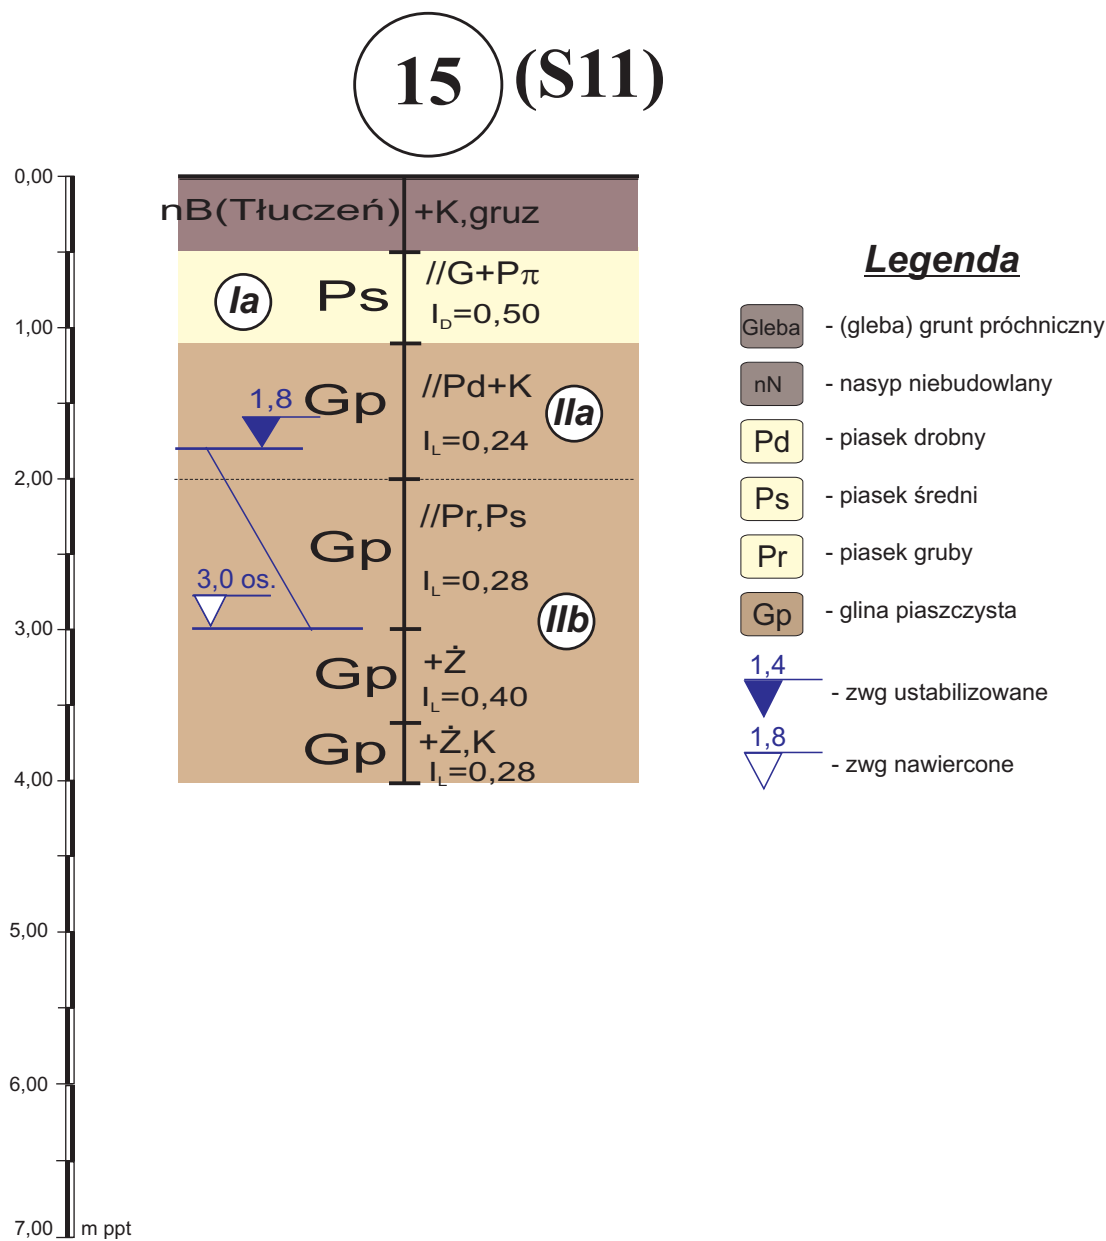 15 (S11)
0,00
1,00
2,00
3,00
4,00
5,00
6,00
7,00 m ppt
nB(Tłuczeń) +K,gruz
Ia Ps //G+Pπ
I_D=0,50
1,8 Gp //Pd+K IIa
I_L=0,24
Gp //Pr,Ps
3,0 os. I_L=0,28
IIb
Gp +Ż
I_L=0,40
Gp +Ż,K
I_L=0,28
Legenda
Gleba - (gleba) grunt próchniczny
nN - nasyp niebudowlany
Pd - piasek drobny
Ps - piasek średni
Pr - piasek gruby
Gp - glina piaszczysta
1,4 - zwg ustabilizowane
1,8 - zwg nawiercone